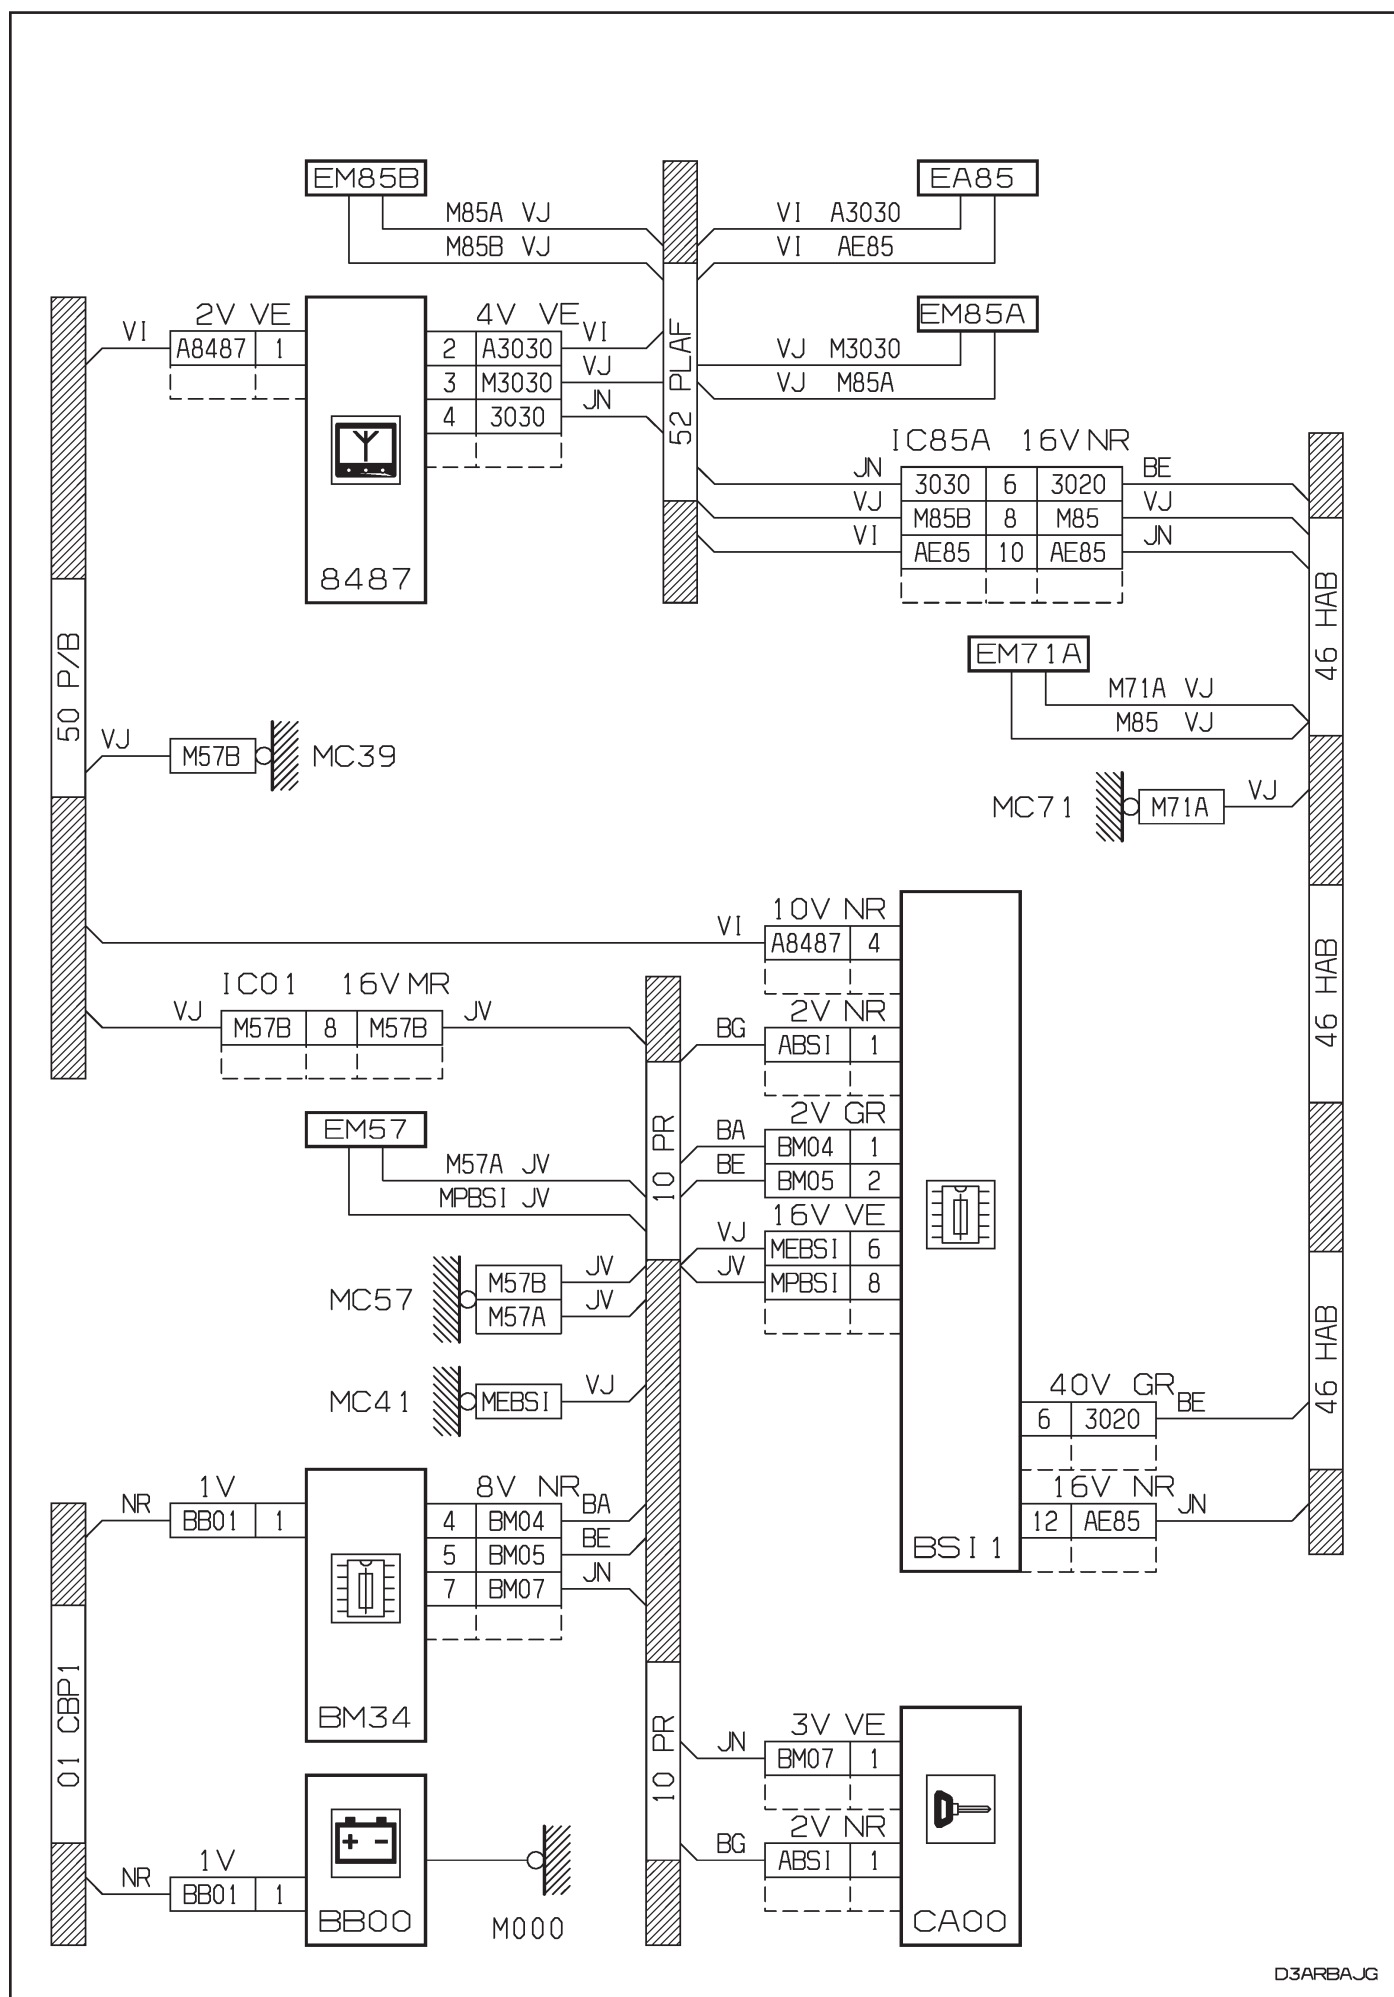 EM85B
EA85
M85A VJ
VI A3030
M85B VJ
VI AE85
2V VE
4V VE
EM85A
VI
A8487 1
2 A3030
VI
VJ M3030
3 M3030
VJ
VJ M85A
4 3030
JN
52 PLAF
IC85A 16V NR
JN
3030 6 3020
BE
VJ
M85B 8 M85
VJ
VI
AE85 10 AE85
JN
8487
46 HAB
50 P/B
EM71A
M71A VJ
M85 VJ
VJ
M57B
MC39
MC71
M71A
VJ
10V NR
VI
A8487 4
46 HAB
IC01 16V MR
VJ
M57B 8 M57B
JV
2V NR
BG
ABSI 1
EM57
10 PR
2V GR
BA
BM04 1
M57A JV
BE
BM05 2
MPBSI JV
16V VE
VJ
MEBSI 6
MC57
M57B
JV
JV
MPBSI 8
M57A
JV
46 HAB
MC41
MEBSI
VJ
40V GR
6 3020
BE
1V
8V NR
16V NR
NR
BB01 1
4 BM04
BA
12 AE85
JN
5 BM05
BE
BSI1
7 BM07
JN
01 CBP1
BM34
10 PR
3V VE
JN
BM07 1
2V NR
BG
ABSI 1
1V
NR
BB01 1
BB00
M000
CA00
D3ARBAJG